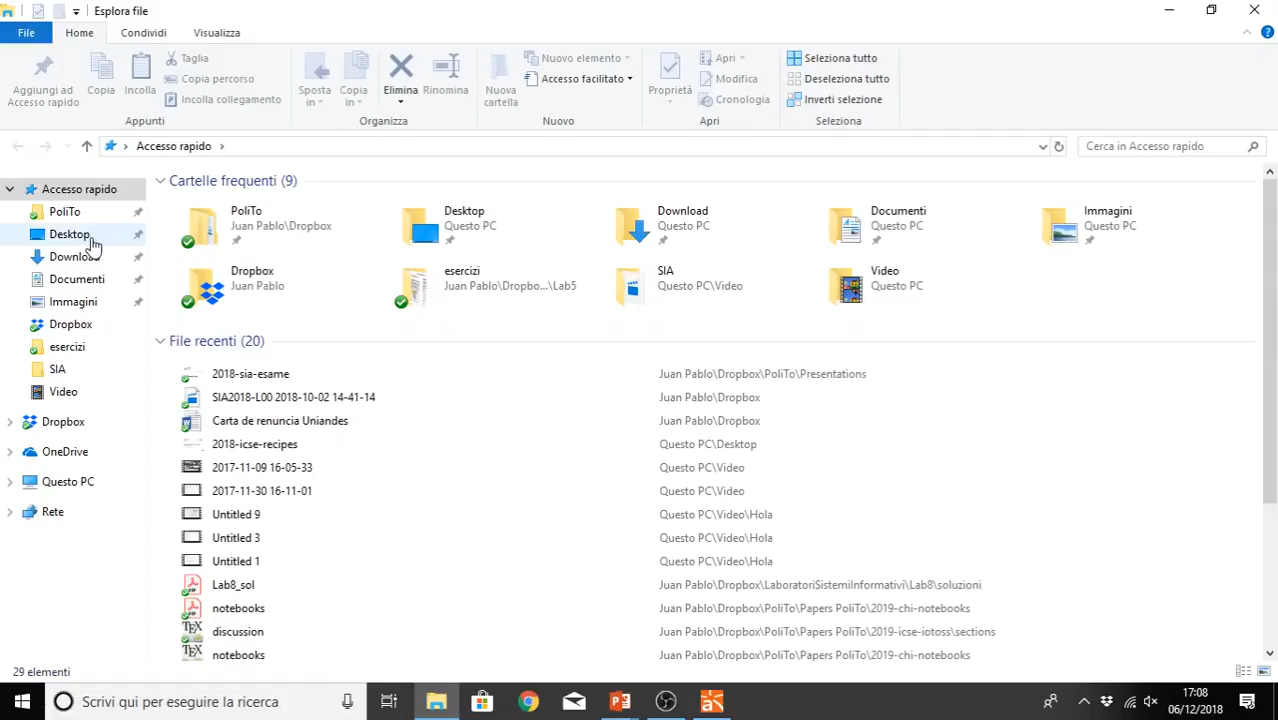 Esplora file
File Home Condividi Visualizza
Aggiungi ad Accesso rapido
Copia
Incolla
Taglia
Copia percorso
Incolla collegamento
Appunti
Sposta in
Copia in
Elimina
Rinomina
Organizza
Nuova cartella
Nuovo elemento
Accesso facilitato
Nuovo
Proprietà
Apri
Modifica
Cronologia
Apri
Seleziona tutto
Deseleziona tutto
Inverti selezione
Seleziona
Accesso rapido
Cerca in Accesso rapido
Accesso rapido
PoliTo
Desktop
Download
Documenti
Immagini
Dropbox
esercizi
SIA
Video
Dropbox
OneDrive
Questo PC
Rete
Cartelle frequenti (9)
PoliTo
Juan Pablo\Dropbox
Desktop
Questo PC
Download
Questo PC
Documenti
Questo PC
Immagini
Questo PC
Dropbox
Juan Pablo
esercizi
Juan Pablo\Dropbo...\Lab5
SIA
Questo PC\Video
Video
Questo PC
File recenti (20)
2018-sia-esame Juan Pablo\Dropbox\PoliTo\Presentations
SIA2018-L00 2018-10-02 14-41-14 Juan Pablo\Dropbox
Carta de renuncia Uniandes Juan Pablo\Dropbox
2018-icse-recipes Questo PC\Desktop
2017-11-09 16-05-33 Questo PC\Video
2017-11-30 16-11-01 Questo PC\Video
Untitled 9 Questo PC\Video\Hola
Untitled 3 Questo PC\Video\Hola
Untitled 1 Questo PC\Video\Hola
Lab8_sol Juan Pablo\Dropbox\LaboratoriSistemiInformativi\Lab8\soluzioni
notebooks Juan Pablo\Dropbox\PoliTo\Papers PoliTo\2019-chi-notebooks
discussion Juan Pablo\Dropbox\PoliTo\Papers PoliTo\2019-icse-iotoss\sections
notebooks Juan Pablo\Dropbox\PoliTo\Papers PoliTo\2019-chi-notebooks
29 elementi
Scrivi qui per eseguire la ricerca
17:08
06/12/2018